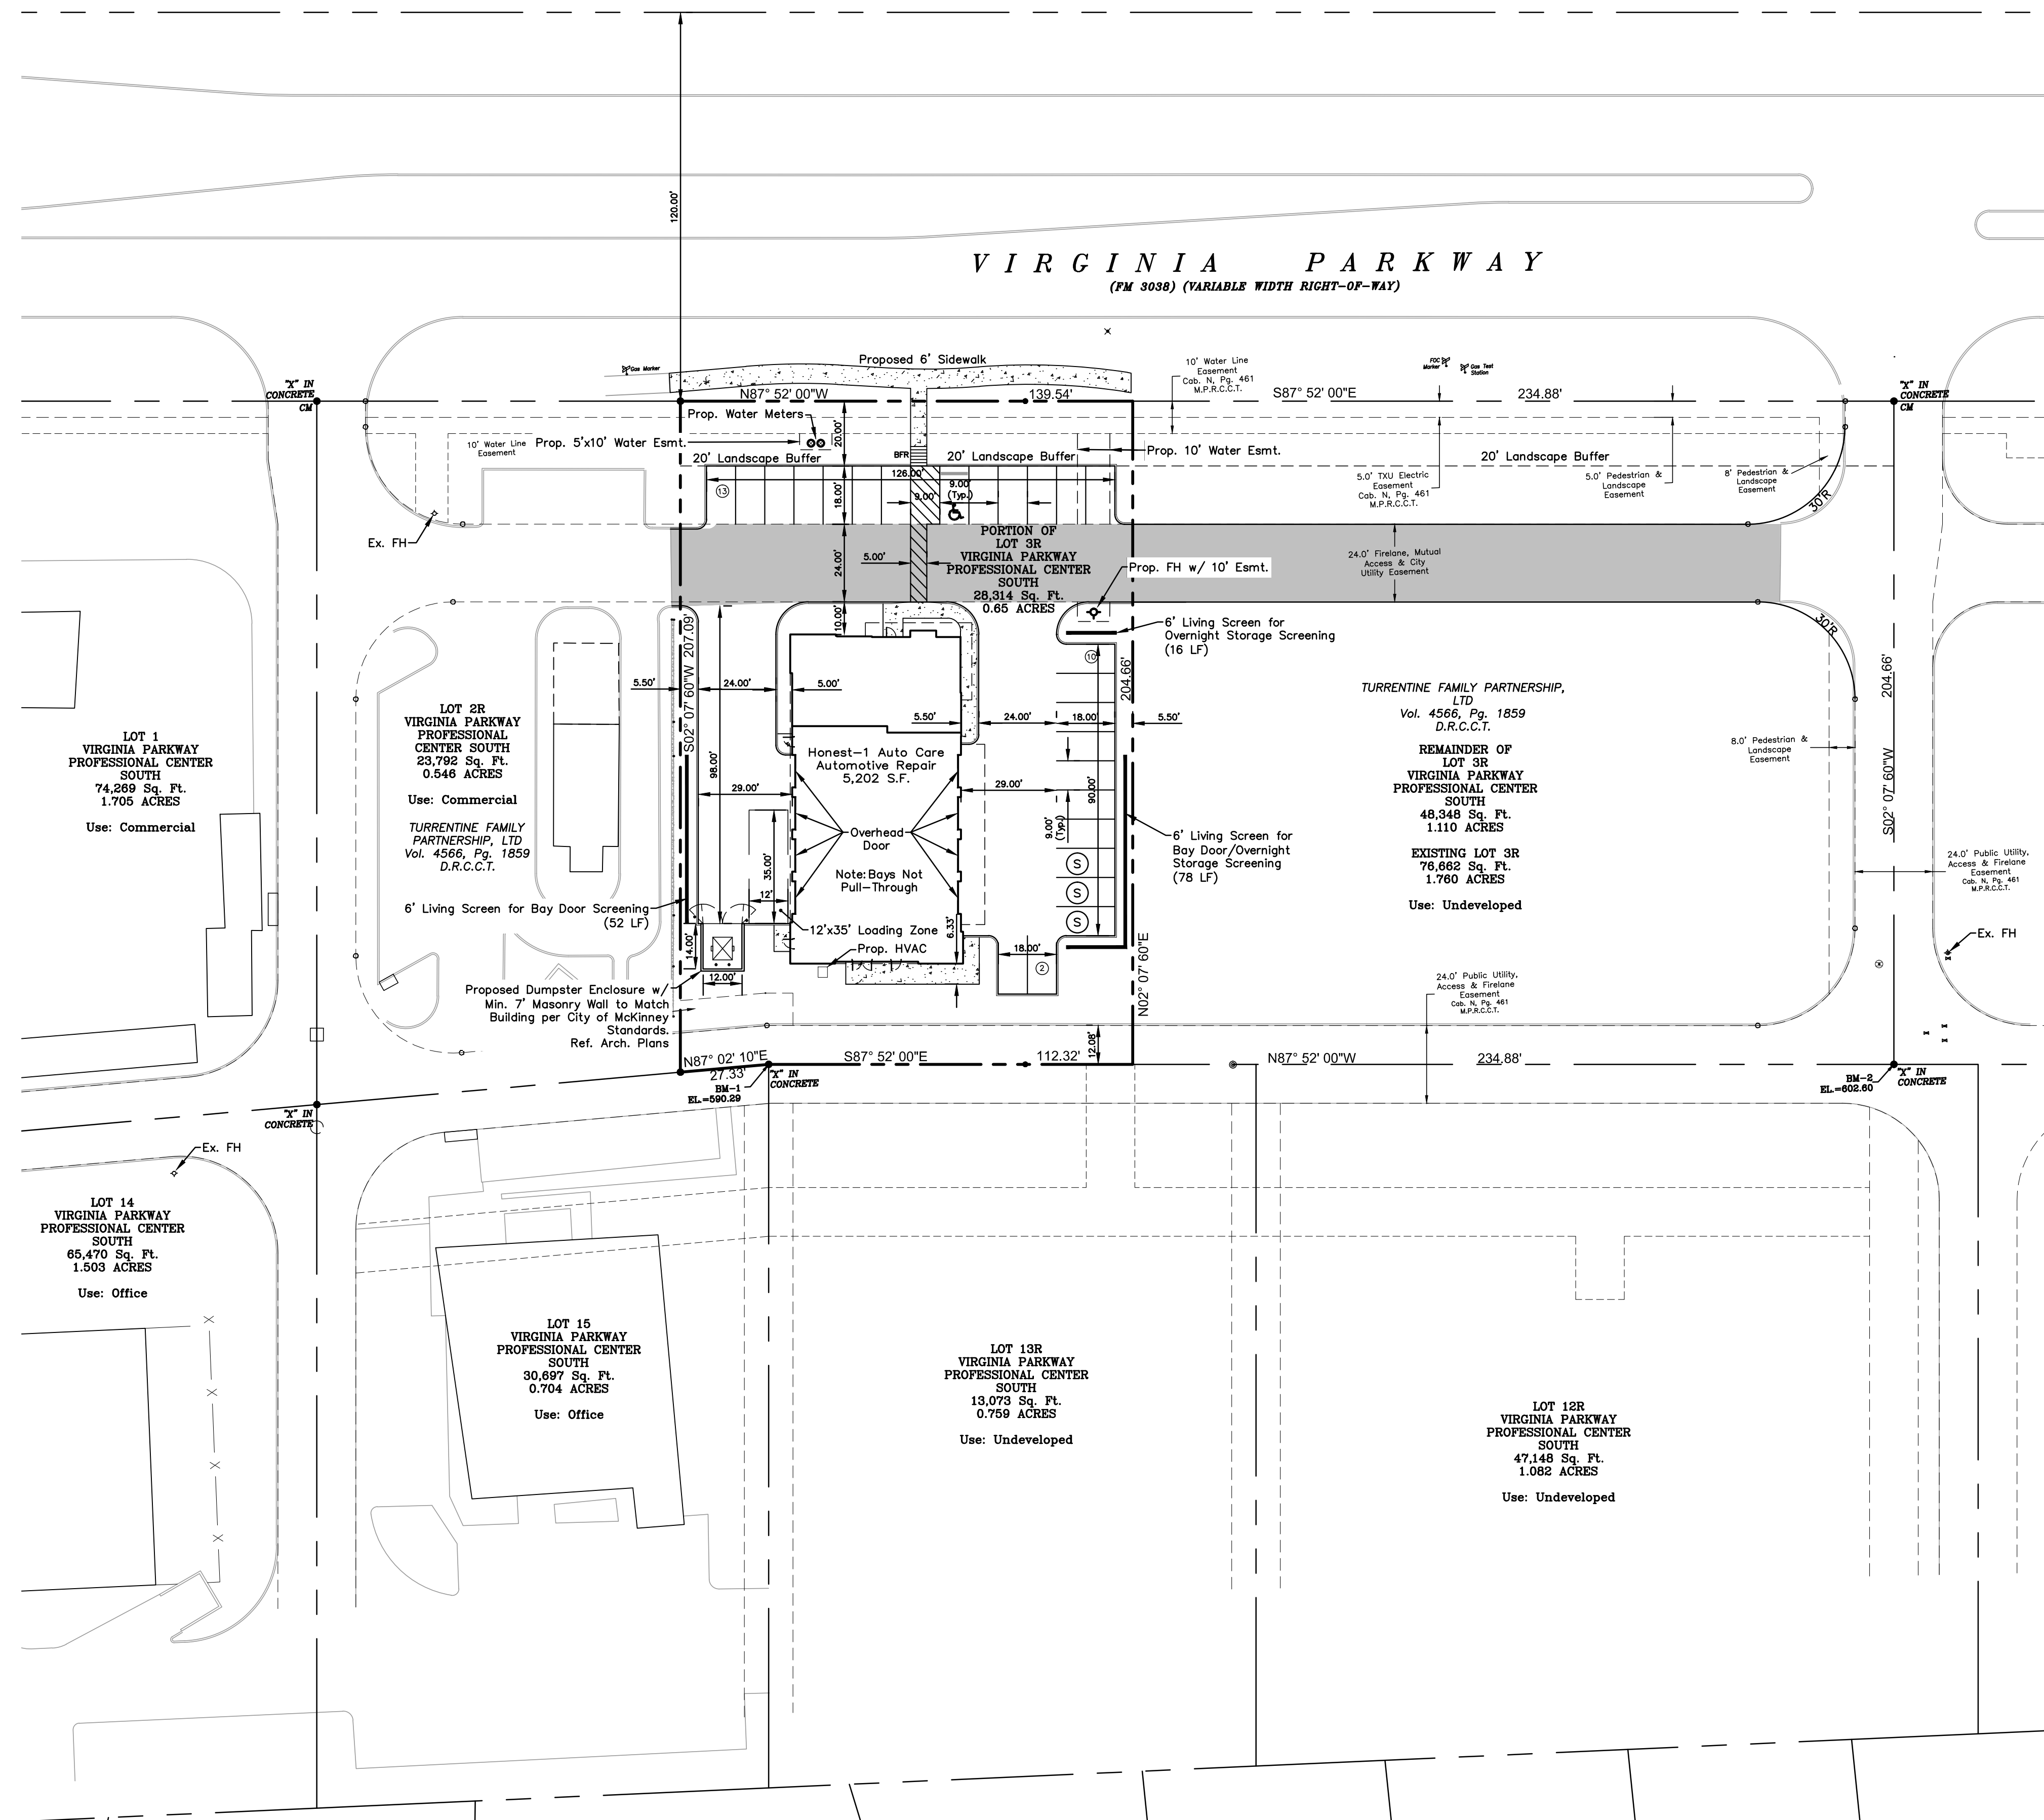 120.00'
VIRGINIA PARKWAY
(FM 3038) (VARIABLE WIDTH RIGHT-OF-WAY)
Proposed 6' Sidewalk
Gas Marker
10' Water Line
Easement
Cab. N, Pg. 461
M.P.R.C.C.T.
FOC
Marker
Gas Test
Station
"X" IN
CONCRETE
CM
N87° 52' 00"W
139.54'
S87° 52' 00"E
234.88'
"X" IN
CONCRETE
CM
Prop. Water Meters
Prop. 5'x10' Water Esmt.
10' Water Line
Easement
20' Landscape Buffer
20.00'
BFR
20' Landscape Buffer
Prop. 10' Water Esmt.
20' Landscape Buffer
5.0' TXU Electric
Easement
Cab. N, Pg. 461
M.P.R.C.C.T.
5.0' Pedestrian &
Landscape
Easement
8' Pedestrian &
Landscape
Easement
30'R
126.00'
13
18.00'
9.00'
9.00'
(Typ.)
Ex. FH
24.00'
5.00'
PORTION OF
LOT 3R
VIRGINIA PARKWAY
PROFESSIONAL CENTER
SOUTH
28,314 Sq. Ft.
0.65 ACRES
Prop. FH w/ 10' Esmt.
24.0' Firelane, Mutual
Access & City
Utility Easement
10.00'
30'R
6' Living Screen for
Overnight Storage Screening
(16 LF)
10
S02° 07' 60"W 207.09'
204.66'
5.50'
24.00'
5.00'
5.50'
24.00'
18.00'
5.50'
98.00'
90.00'
29.00'
29.00'
9.00'
(Typ.)
Honest-1 Auto Care
Automotive Repair
5,202 S.F.
Overhead
Door
Note: Bays Not
Pull-Through
35.00'
12'
12'x35' Loading Zone
Prop. HVAC
6.33'
S
S
S
18.00'
2
6' Living Screen for
Bay Door/Overnight
Storage Screening
(78 LF)
6' Living Screen for Bay Door Screening
(52 LF)
14.00'
12.00'
Proposed Dumpster Enclosure w/
Min. 7' Masonry Wall to Match
Building per City of McKinney
Standards.
Ref. Arch. Plans
N02° 07' 60"E
12.08'
LOT 1
VIRGINIA PARKWAY
PROFESSIONAL CENTER
SOUTH
74,269 Sq. Ft.
1.705 ACRES
Use: Commercial
LOT 2R
VIRGINIA PARKWAY
PROFESSIONAL
CENTER SOUTH
23,792 Sq. Ft.
0.546 ACRES
Use: Commercial
TURRENTINE FAMILY
PARTNERSHIP, LTD
Vol. 4566, Pg. 1859
D.R.C.C.T.
TURRENTINE FAMILY PARTNERSHIP,
LTD
Vol. 4566, Pg. 1859
D.R.C.C.T.
REMAINDER OF
LOT 3R
VIRGINIA PARKWAY
PROFESSIONAL CENTER
SOUTH
48,348 Sq. Ft.
1.110 ACRES
EXISTING LOT 3R
76,662 Sq. Ft.
1.760 ACRES
Use: Undeveloped
8.0' Pedestrian &
Landscape
Easement
204.66'
S02° 07' 60"W
24.0' Public Utility,
Access & Firelane
Easement
Cab. N, Pg. 461
M.P.R.C.C.T.
Ex. FH
24.0' Public Utility,
Access & Firelane
Easement
Cab. N, Pg. 461
M.P.R.C.C.T.
N87° 02' 10"E
27.33'
S87° 52' 00"E
112.32'
N87° 52' 00"W
234.88'
BM-1
EL.=590.29
"X" IN
CONCRETE
BM-2
EL.=602.60
"X" IN
CONCRETE
"X" IN
CONCRETE
Ex. FH
LOT 14
VIRGINIA PARKWAY
PROFESSIONAL CENTER
SOUTH
65,470 Sq. Ft.
1.503 ACRES
Use: Office
LOT 15
VIRGINIA PARKWAY
PROFESSIONAL CENTER
SOUTH
30,697 Sq. Ft.
0.704 ACRES
Use: Office
LOT 13R
VIRGINIA PARKWAY
PROFESSIONAL CENTER
SOUTH
13,073 Sq. Ft.
0.759 ACRES
Use: Undeveloped
LOT 12R
VIRGINIA PARKWAY
PROFESSIONAL CENTER
SOUTH
47,148 Sq. Ft.
1.082 ACRES
Use: Undeveloped